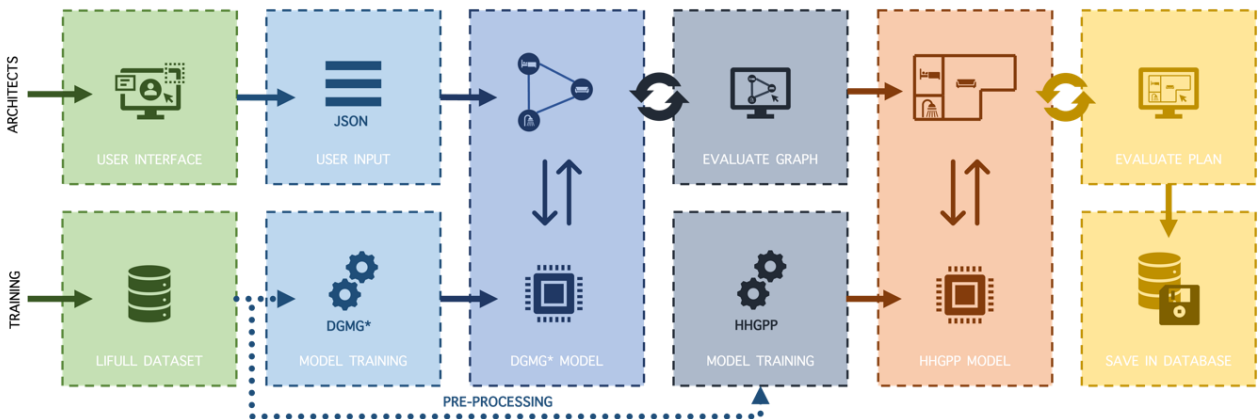 ARCHITECTS
JSON
USER INTERFACE
USER INPUT
EVALUATE GRAPH
EVALUATE PLAN
TRAINING
DGMG*
HHGPP
LIFULL DATASET
MODEL TRAINING
DGMG* MODEL
MODEL TRAINING
HHGPP MODEL
SAVE IN DATABASE
PRE-PROCESSING